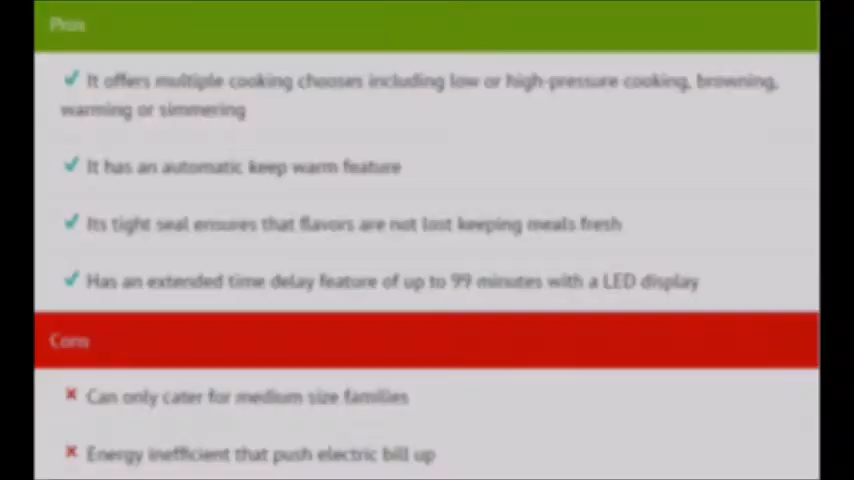 Pros
It offers multiple cooking chooses including low or high-pressure cooking, browning,
warming or simmering
It has an automatic keep warm feature
Its tight seal ensures that flavors are not lost keeping meals fresh
Has an extended time delay feature of up to 99 minutes with a LED display
Cons
Can only cater for medium size families
Energy inefficient that push electric bill up